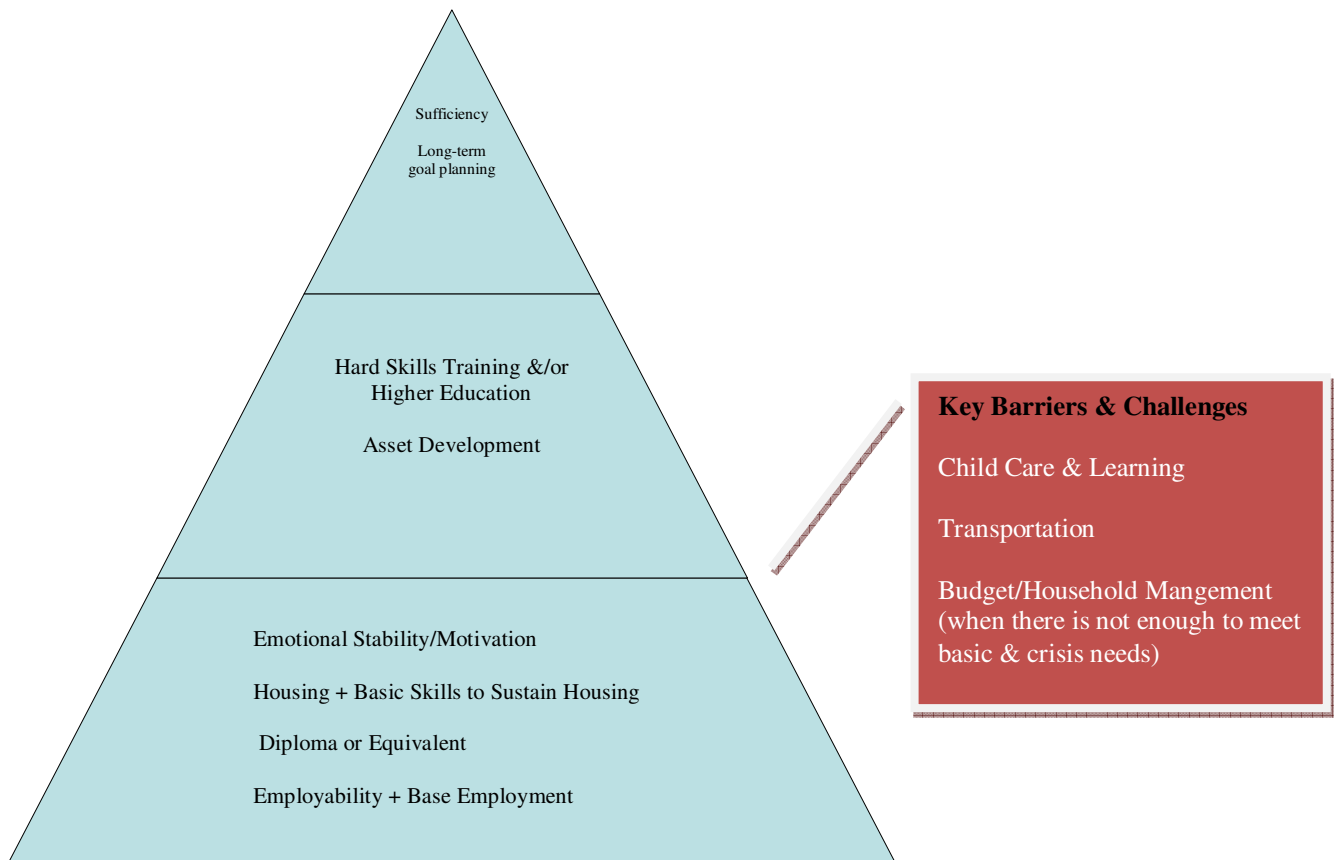 Sufficiency
Long-term
goal planning
Hard Skills Training &/or
Higher Education
Asset Development
Emotional Stability/Motivation
Housing + Basic Skills to Sustain Housing
Diploma or Equivalent
Employability + Base Employment
Key Barriers & Challenges
Child Care & Learning
Transportation
Budget/Household Mangement
(when there is not enough to meet
basic & crisis needs)